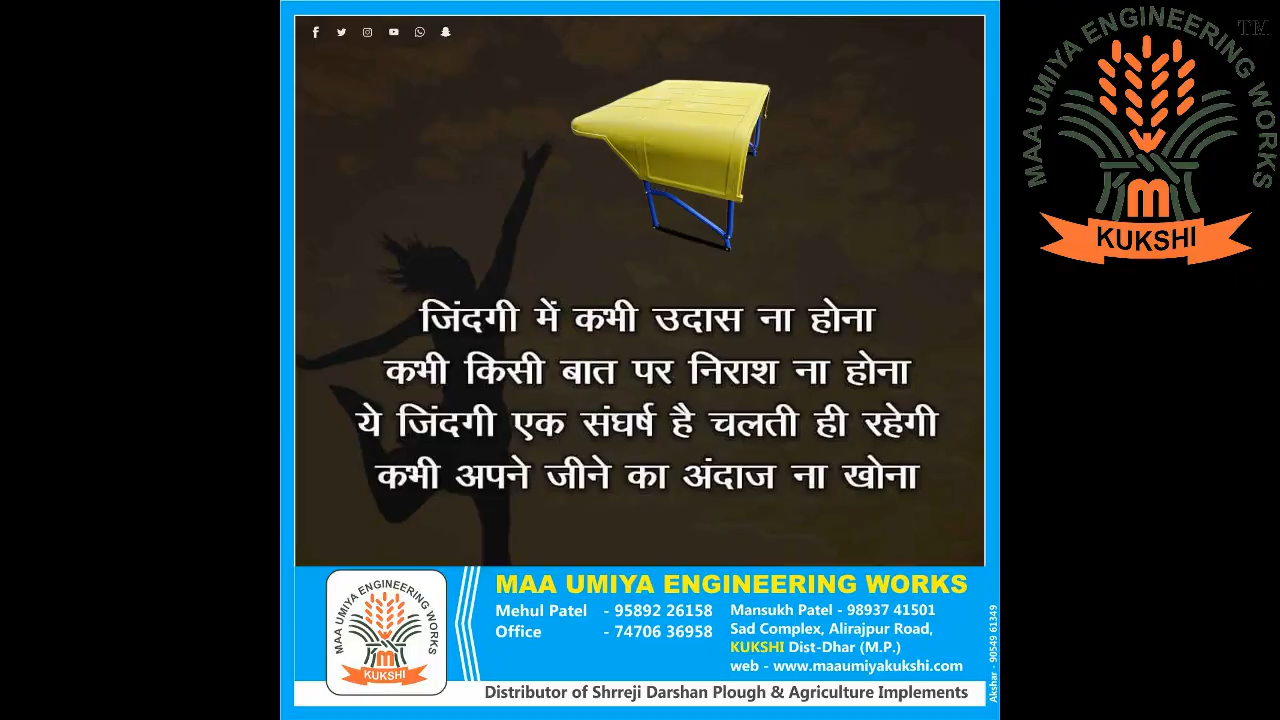 MAA UMIYA ENGINEERING WORKS
TM
m
KUKSHI
जिंदगी में कभी उदास ना होना
कभी किसी बात पर निराश ना होना
ये जिंदगी एक संघर्ष है चलती ही रहेगी
कभी अपने जीने का अंदाज ना खोना
MAA UMIYA ENGINEERING WORKS
m
KUKSHI
MAA UMIYA ENGINEERING WORKS
Mehul Patel - 95892 26158
Office - 74706 36958
Mansukh Patel - 98937 41501
Sad Complex, Alirajpur Road,
KUKSHI Dist-Dhar (M.P.)
web - www.maaumiyakukshi.com
Akshar - 90549 61349
Distributor of Shrreji Darshan Plough & Agriculture Implements